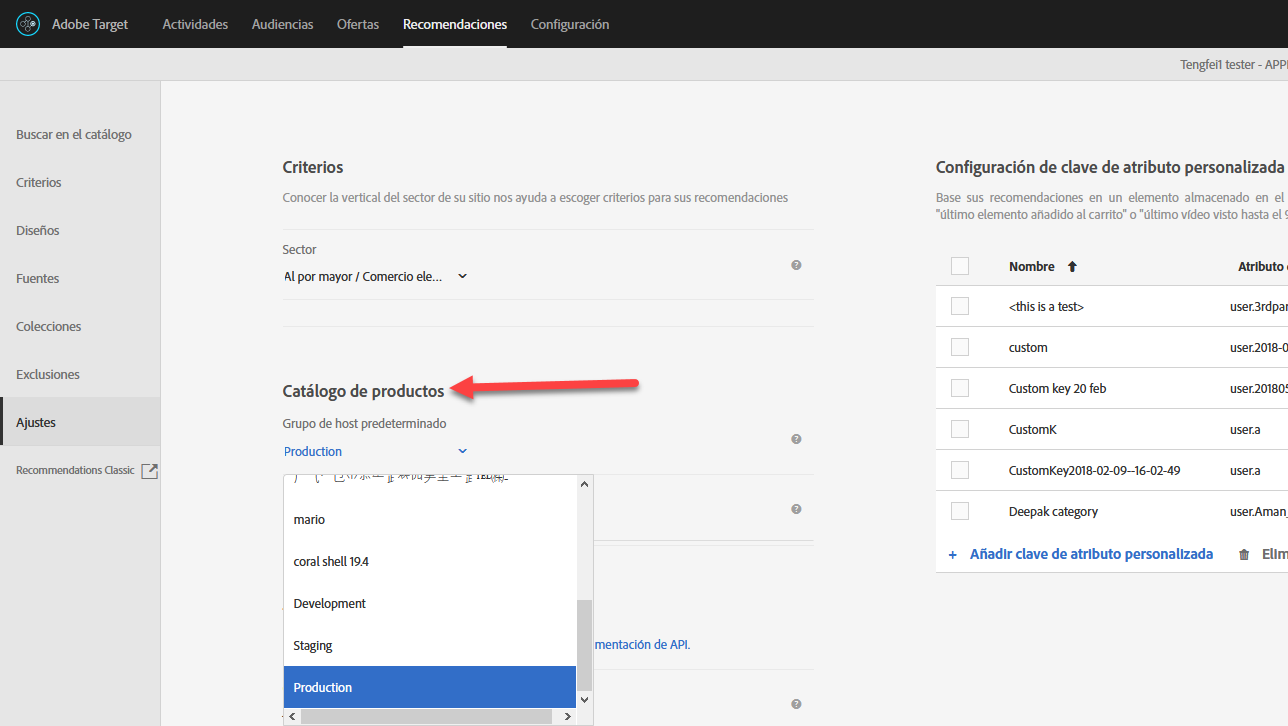 Adobe Target
Actividades
Audiencias
Ofertas
Recomendaciones
Configuración
Tengfei1 tester - APP
Buscar en el catálogo
Criterios
Diseños
Fuentes
Colecciones
Exclusiones
Ajustes
Recommendations Classic
Criterios
Conocer la vertical del sector de su sitio nos ayuda a escoger criterios para sus recomendaciones
Sector
Al por mayor / Comercio ele...
Catálogo de productos
Grupo de host predeterminado
Production
mario
coral shell 19.4
Development
Staging
Production
mentación de API.
Configuración de clave de atributo personalizada
Base sus recomendaciones en un elemento almacenado en el
"último elemento añadido al carrito" o "último vídeo visto hasta el 9
Nombre
Atributo
<this is a test>
user.3rdpar
custom
user.2018-0
Custom key 20 feb
user.201805
CustomK
user.a
CustomKey2018-02-09--16-02-49
user.a
Deepak category
user.Aman_
+ Añadir clave de atributo personalizada
Elim